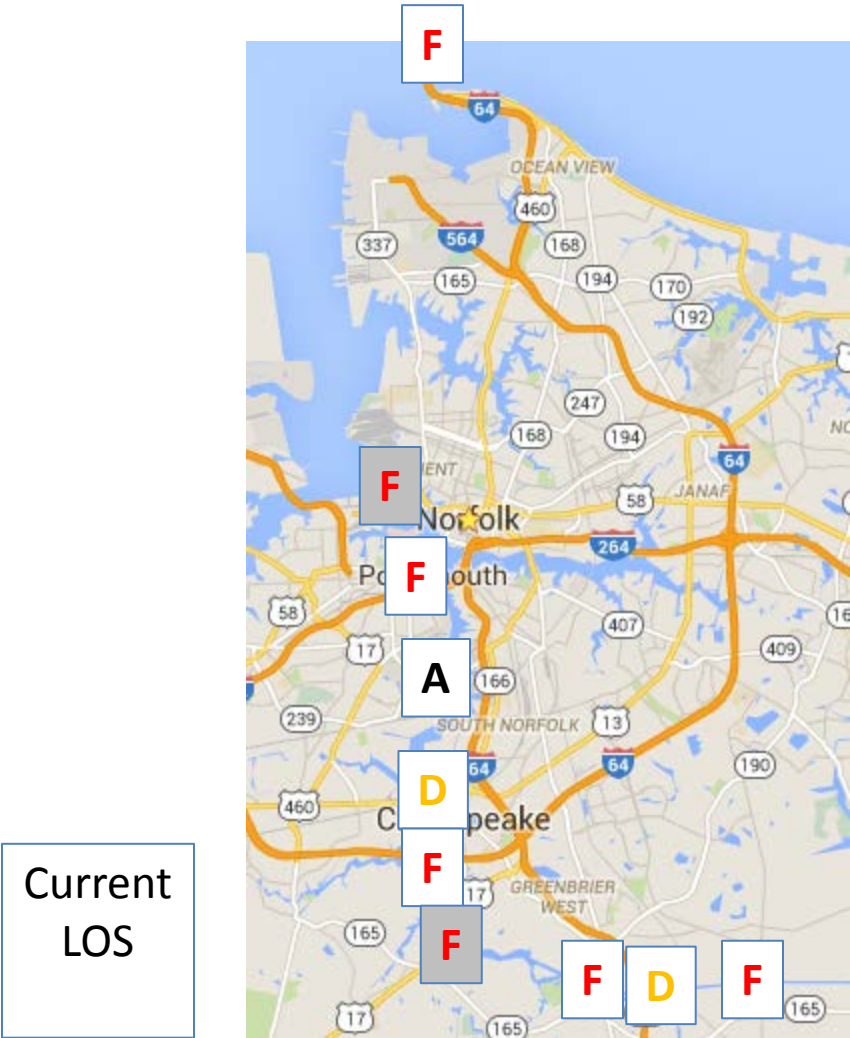 F
64
OCEAN VIEW
460
337
564
168
165
194
170
192
247
168
194
64
F
58
JANAF
Norfolk
264
F
58
407
17
409
A
166
239
SOUTH NORFOLK
13
64
64
190
D
460
Current
LOS
F
17
GREENBRIER
WEST
165
F
F
D
F
165
17
165